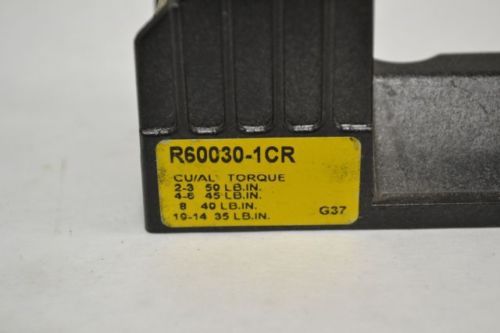 R60030-1CR
CU/AL TORQUE
2-3 50 LB.IN.
4-6 45 LB.IN.
8 40 LB.IN.
10-14 35 LB.IN.
G37